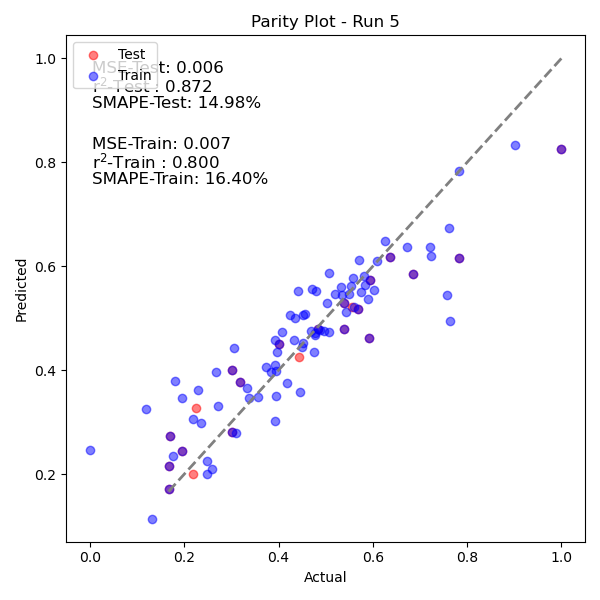 Parity Plot - Run 5
Test
Train
MSE-Test: 0.006
r²-Test : 0.872
SMAPE-Test: 14.98%
MSE-Train: 0.007
r²-Train : 0.800
SMAPE-Train: 16.40%
Predicted
1.0
0.8
0.6
0.4
0.2
0.0 0.2 0.4 0.6 0.8 1.0
Actual